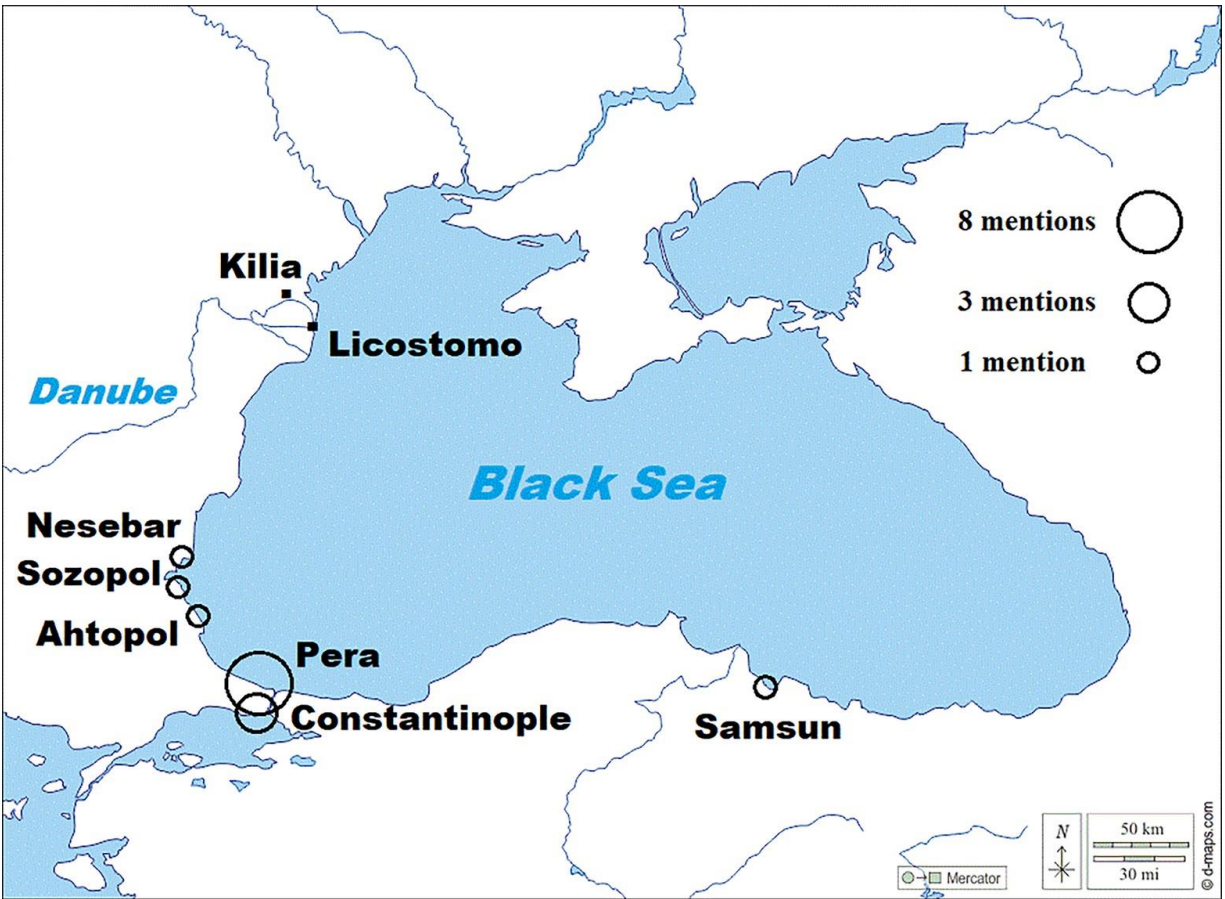 8 mentions
3 mentions
1 mention
Kilia
Licostomo
Danube
Black Sea
Nesebar
Sozopol
Ahtopol
Pera
Constantinople
Samsun
N
50 km
30 mi
Mercator
© d-maps.com